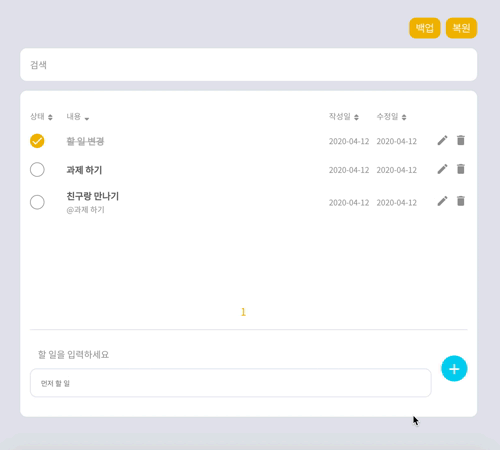 백업 복원
검색
상태 내용 작성일 수정일
할 일 변경 2020-04-12 2020-04-12
과제 하기 2020-04-12 2020-04-12
친구랑 만나기
@과제 하기 2020-04-12 2020-04-12
1
할 일을 입력하세요
먼저 할 일